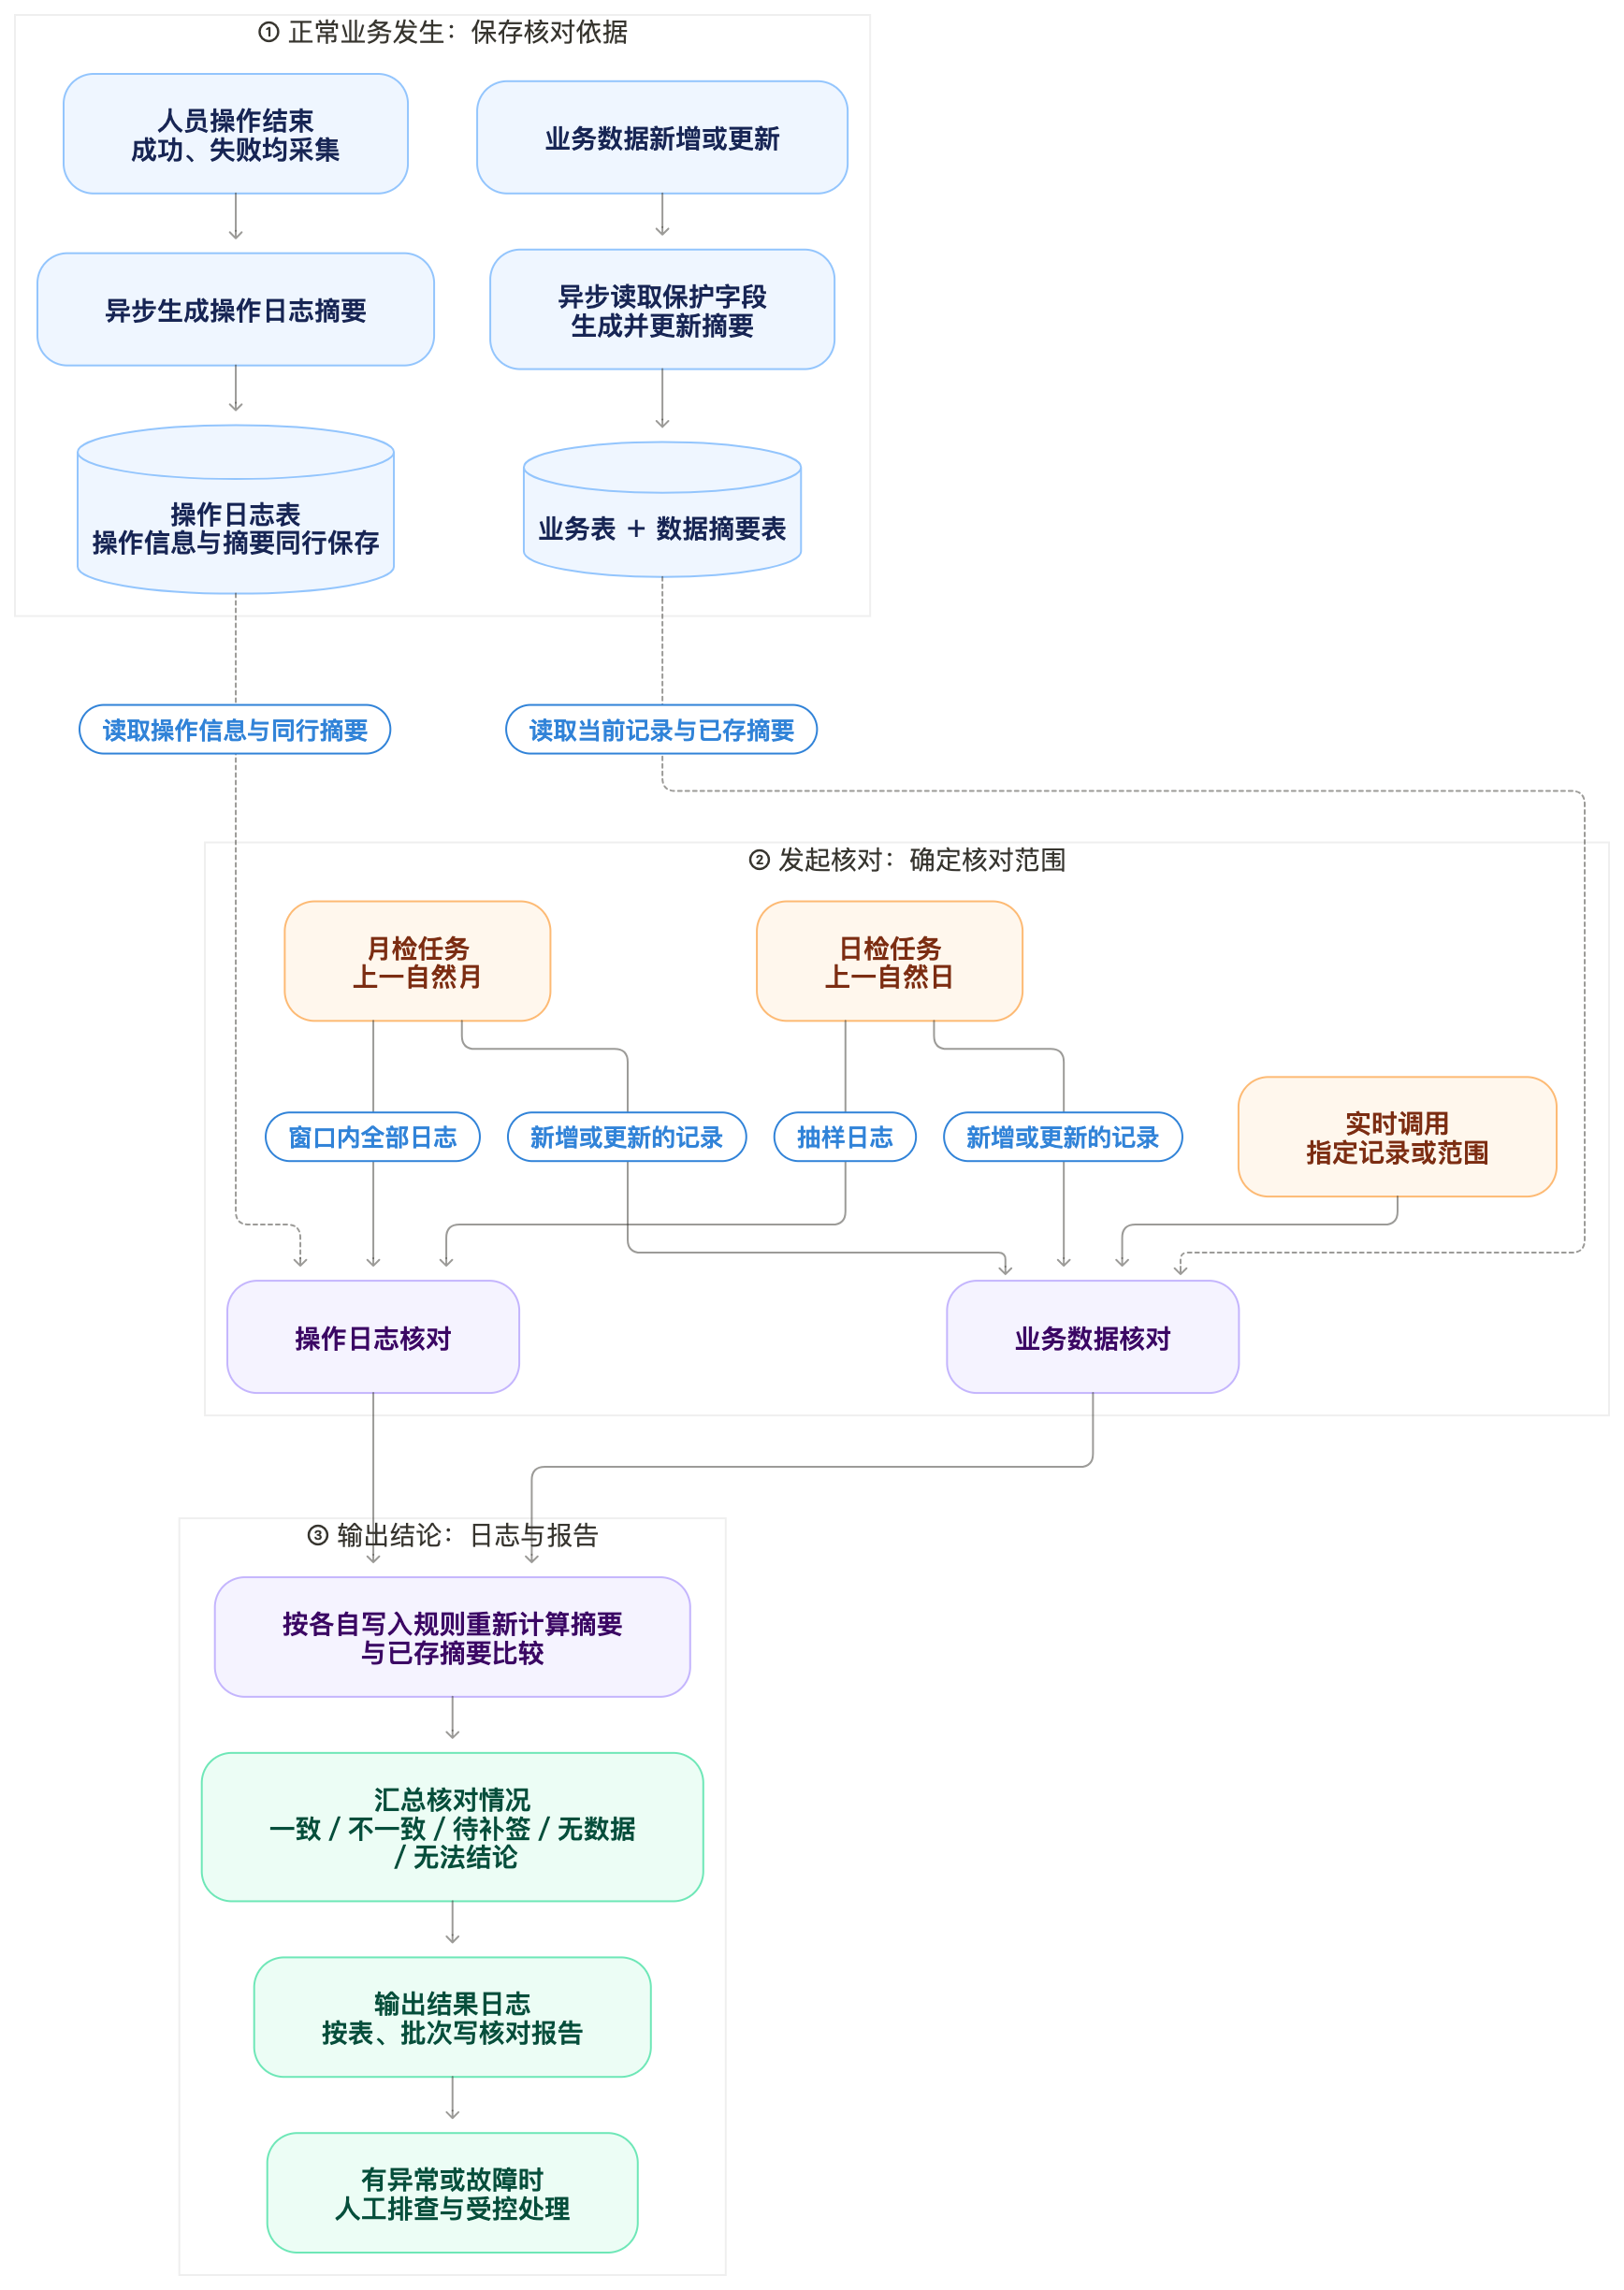 ① 正常业务发生：保存核对依据
人员操作结束
成功、失败均采集
业务数据新增或更新
异步生成操作日志摘要
异步读取保护字段
生成并更新摘要
操作日志表
操作信息与摘要同行保存
业务表 + 数据摘要表
读取操作信息与同行摘要
读取当前记录与已存摘要
② 发起核对：确定核对范围
月检任务
上一自然月
日检任务
上一自然日
实时调用
指定记录或范围
窗口内全部日志
新增或更新的记录
抽样日志
新增或更新的记录
操作日志核对
业务数据核对
③ 输出结论：日志与报告
按各自写入规则重新计算摘要
与已存摘要比较
汇总核对情况
一致 / 不一致 / 待补签 / 无数据
/ 无法结论
输出结果日志
按表、批次写核对报告
有异常或故障时
人工排查与受控处理